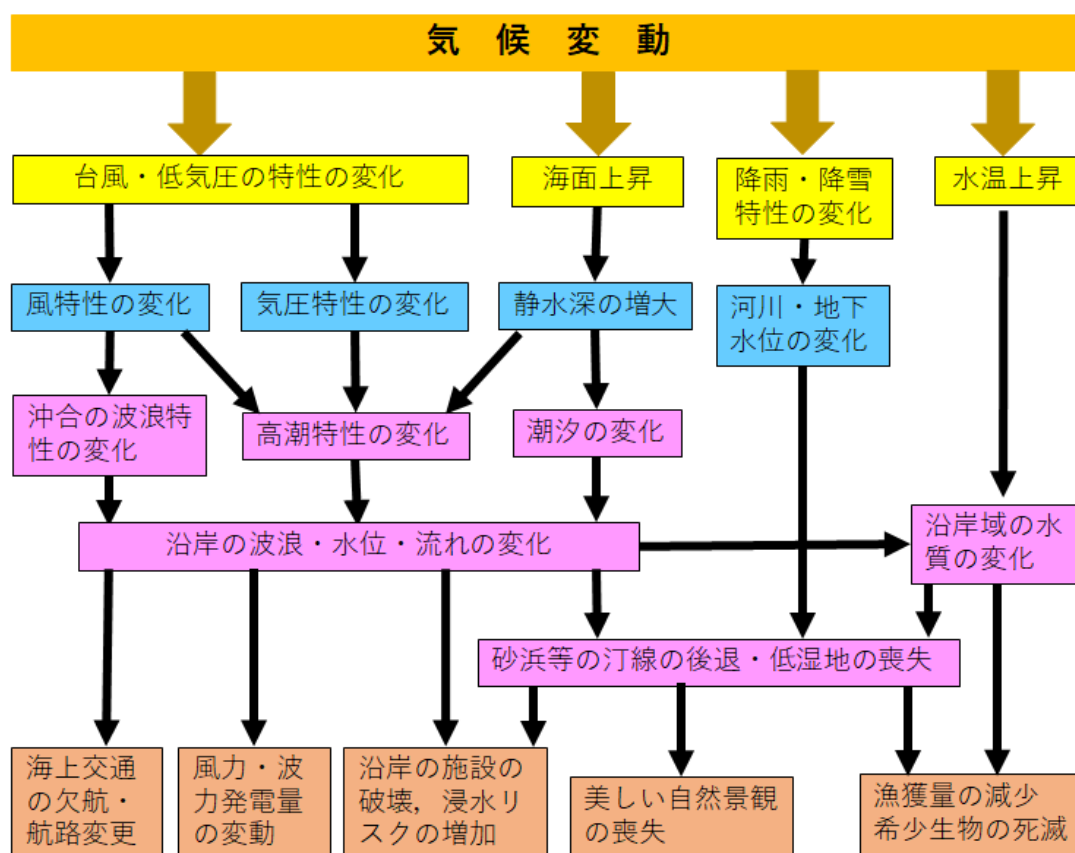 気候変動
台風・低気圧の特性の変化
海面上昇
降雨・降雪
特性の変化
水温上昇
風特性の変化
気圧特性の変化
静水深の増大
河川・地下
水位の変化
沖合の波浪特
性の変化
高潮特性の変化
潮汐の変化
沿岸の波浪・水位・流れの変化
沿岸域の水
質の変化
砂浜等の汀線の後退・低湿地の喪失
海上交通
の欠航・
航路変更
風力・波
力発電量
の変動
沿岸の施設の
破壊，浸水リ
スクの増加
美しい自然景観
の喪失
漁獲量の減少
希少生物の死滅